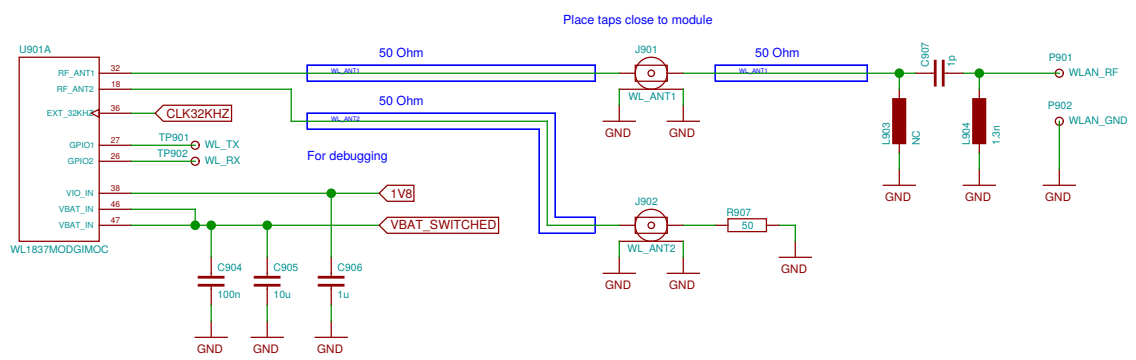 Place taps close to module
U901A
50 Ohm
J901
50 Ohm
C907
1p
P901
RF_ANT1
32
WL_ANT1
WL_ANT1
WLAN_RF
RF_ANT2
18
WL_ANT1
50 Ohm
P902
EXT_32KHZ
36
CLK32KHZ
WL_ANT2
GND
GND
L903
NC
L904
1.3n
WLAN_GND
TP901
GPIO1
27
WL_TX
TP902
GPIO2
26
WL_RX
For debugging
VIO_IN
38
1V8
GND
GND
GND
VBAT_IN
46
J902
R907
VBAT_IN
47
VBAT_SWITCHED
50
WL1837MODGIMOC
WL_ANT2
C904
C905
C906
GND
GND
GND
100n
10u
1u
GND
GND
GND